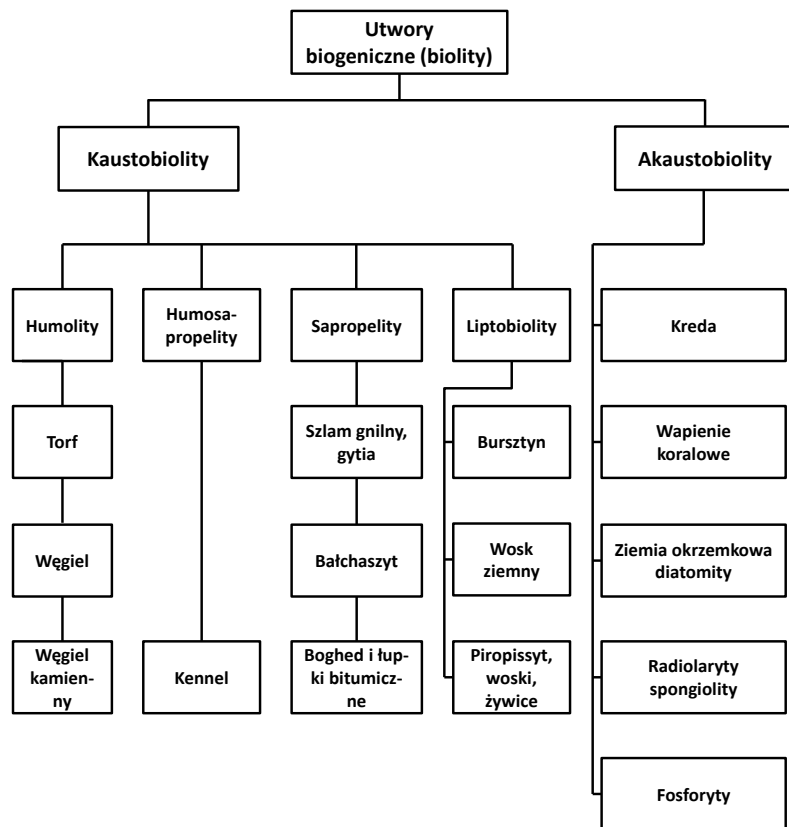 Utwory
biogeniczne (biolity)
Kaustobiolity
Akaustobiolity
Humolity
Humosa-
propelity
Sapropelity
Liptobiolity
Kreda
Torf
Szlam gnilny,
gytia
Bursztyn
Wapienie
koralowe
Węgiel
Bałchaszyt
Wosk
ziemny
Ziemia okrzemkowa
diatomity
Węgiel
kamien-
ny
Kennel
Boghed i łup-
ki bitumicz-
ne
Piropissyt,
woski,
żywice
Radiolaryty
spongiolity
Fosforyty